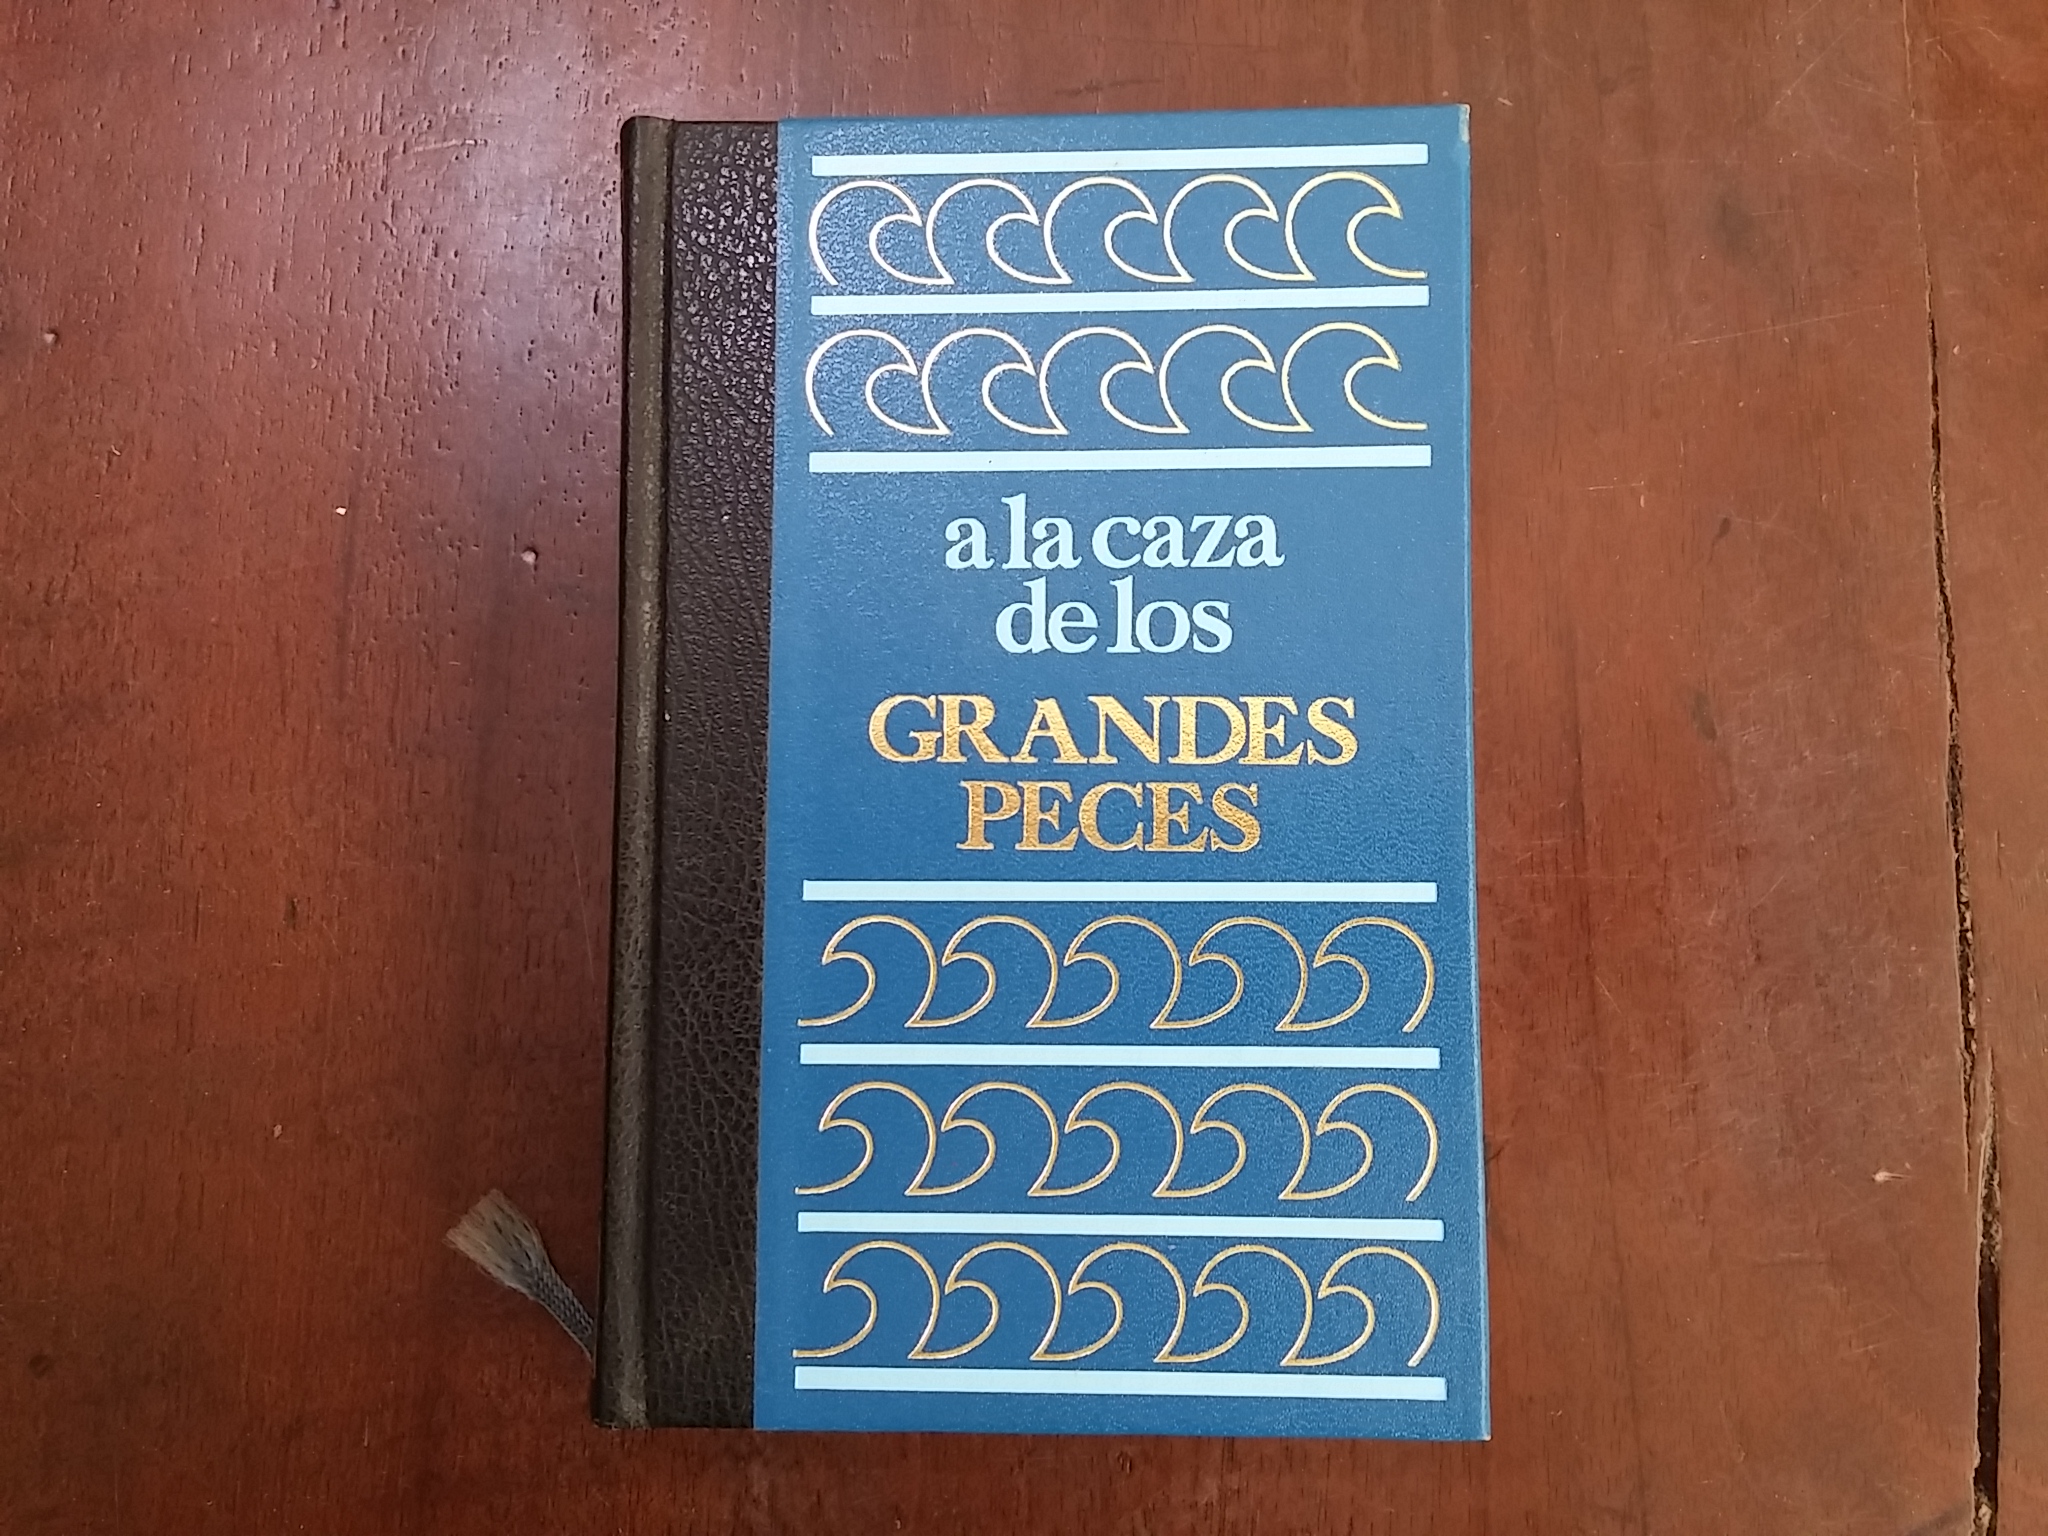 a la caza
de los
GRANDES
PECES